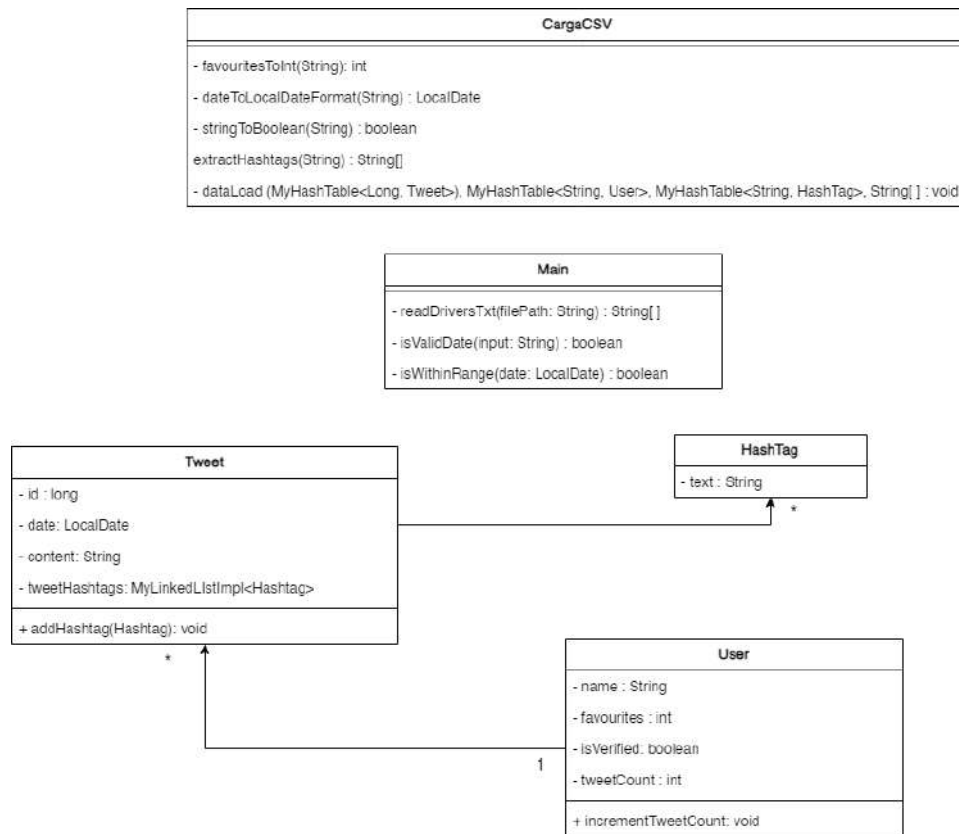 CargaCSV
- favouritesToInt(String): int
- dateToLocalDateFormat(String) : LocalDate
- stringToBoolean(String) : boolean
extractHashtags(String) : String[]
- dataLoad (MyHashTable<Long, Tweet>), MyHashTable<String, User>, MyHashTable<String, HashTag>, String[ ] : void
Main
- readDriversTxt(filePath: String) : String[ ]
- isValidDate(input: String) : boolean
- isWithinRange(date: LocalDate) : boolean
Tweet
- id : long
- date: LocalDate
- content: String
- tweetHashtags: MyLinkedListImpl<Hashtag>
+ addHashtag(Hashtag): void
HashTag
- text : String
*
*
User
- name : String
- favourites : int
- isVerified: boolean
- tweetCount : int
+ incrementTweetCount: void
1